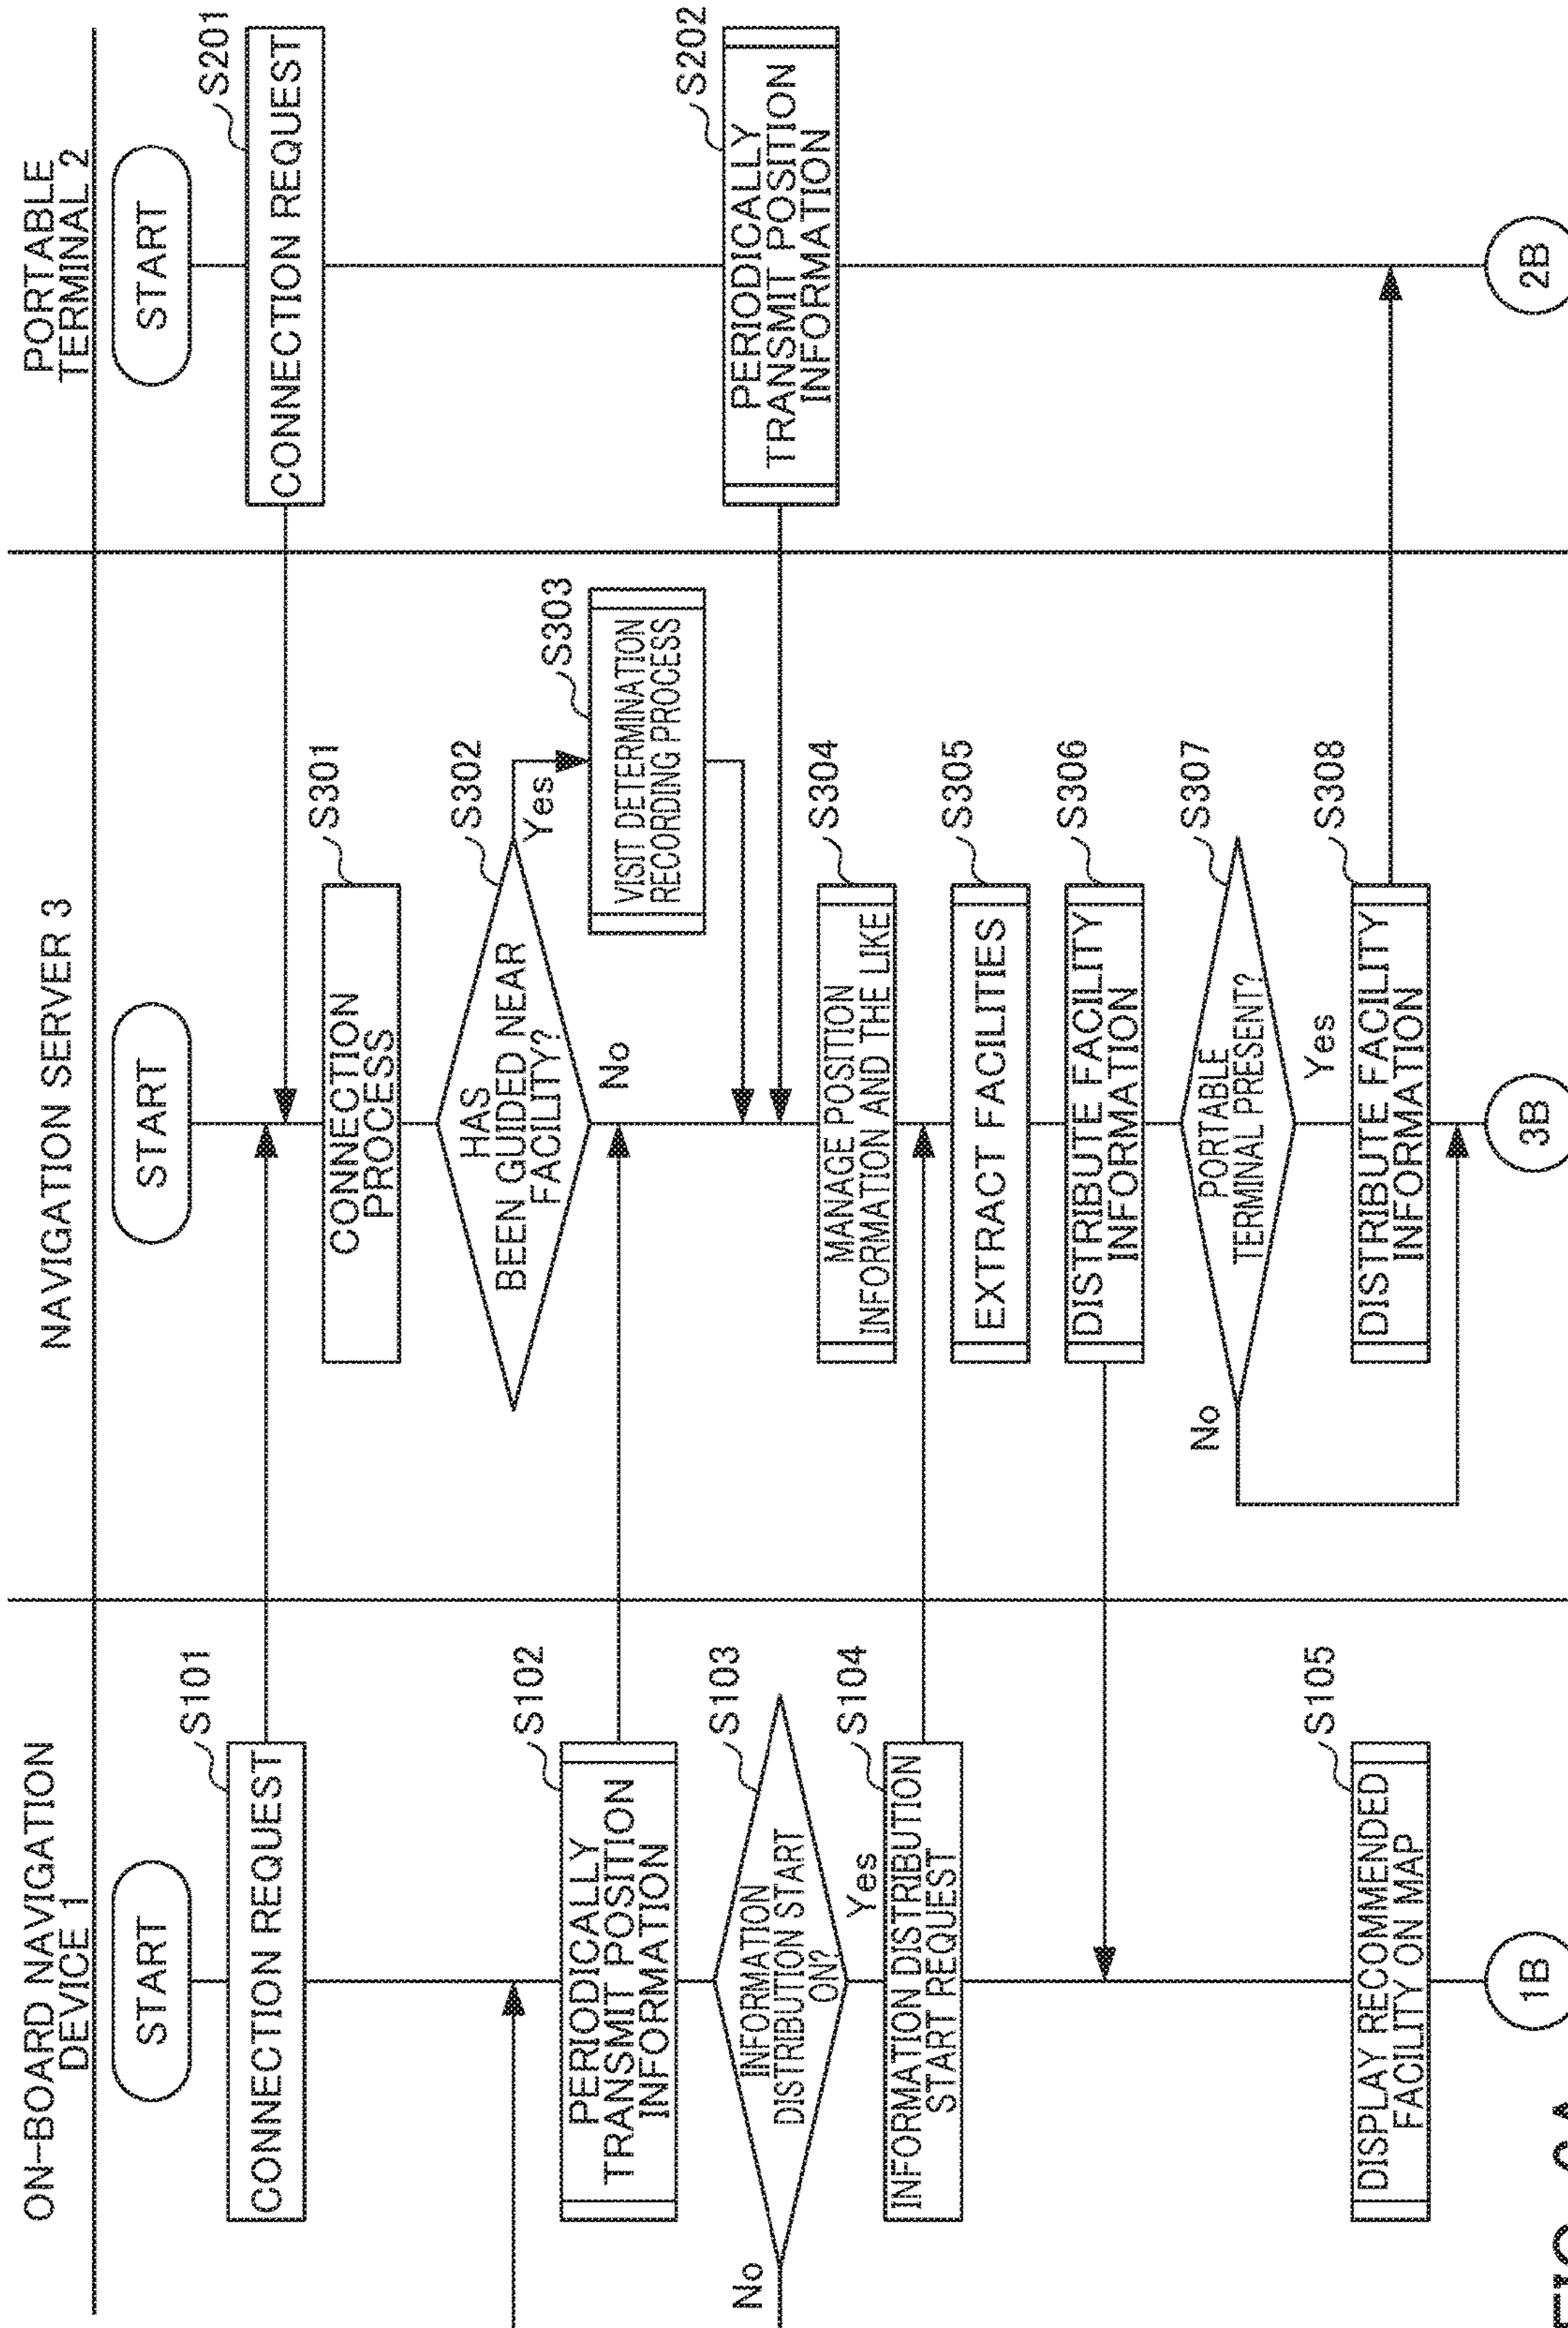 ON-BOARD NAVIGATION
DEVICE 1
START
S101
CONNECTION REQUEST
S102
PERIODICALLY
TRANSMIT POSITION
INFORMATION
S103
INFORMATION
DISTRIBUTION START
ON?
No
Yes
S104
INFORMATION DISTRIBUTION
START REQUEST
S105
DISPLAY RECOMMENDED
FACILITY ON MAP
1B
NAVIGATION SERVER 3
START
S301
CONNECTION
PROCESS
S302
HAS
BEEN GUIDED NEAR
FACILITY?
Yes
No
S303
VISIT DETERMINATION
RECORDING PROCESS
S304
MANAGE POSITION
INFORMATION AND THE LIKE
S305
EXTRACT FACILITIES
S306
DISTRIBUTE FACILITY
INFORMATION
S307
PORTABLE
TERMINAL PRESENT?
No
Yes
S308
DISTRIBUTE FACILITY
INFORMATION
3B
PORTABLE
TERMINAL 2
START
S201
CONNECTION REQUEST
S202
PERIODICALLY
TRANSMIT POSITION
INFORMATION
2B